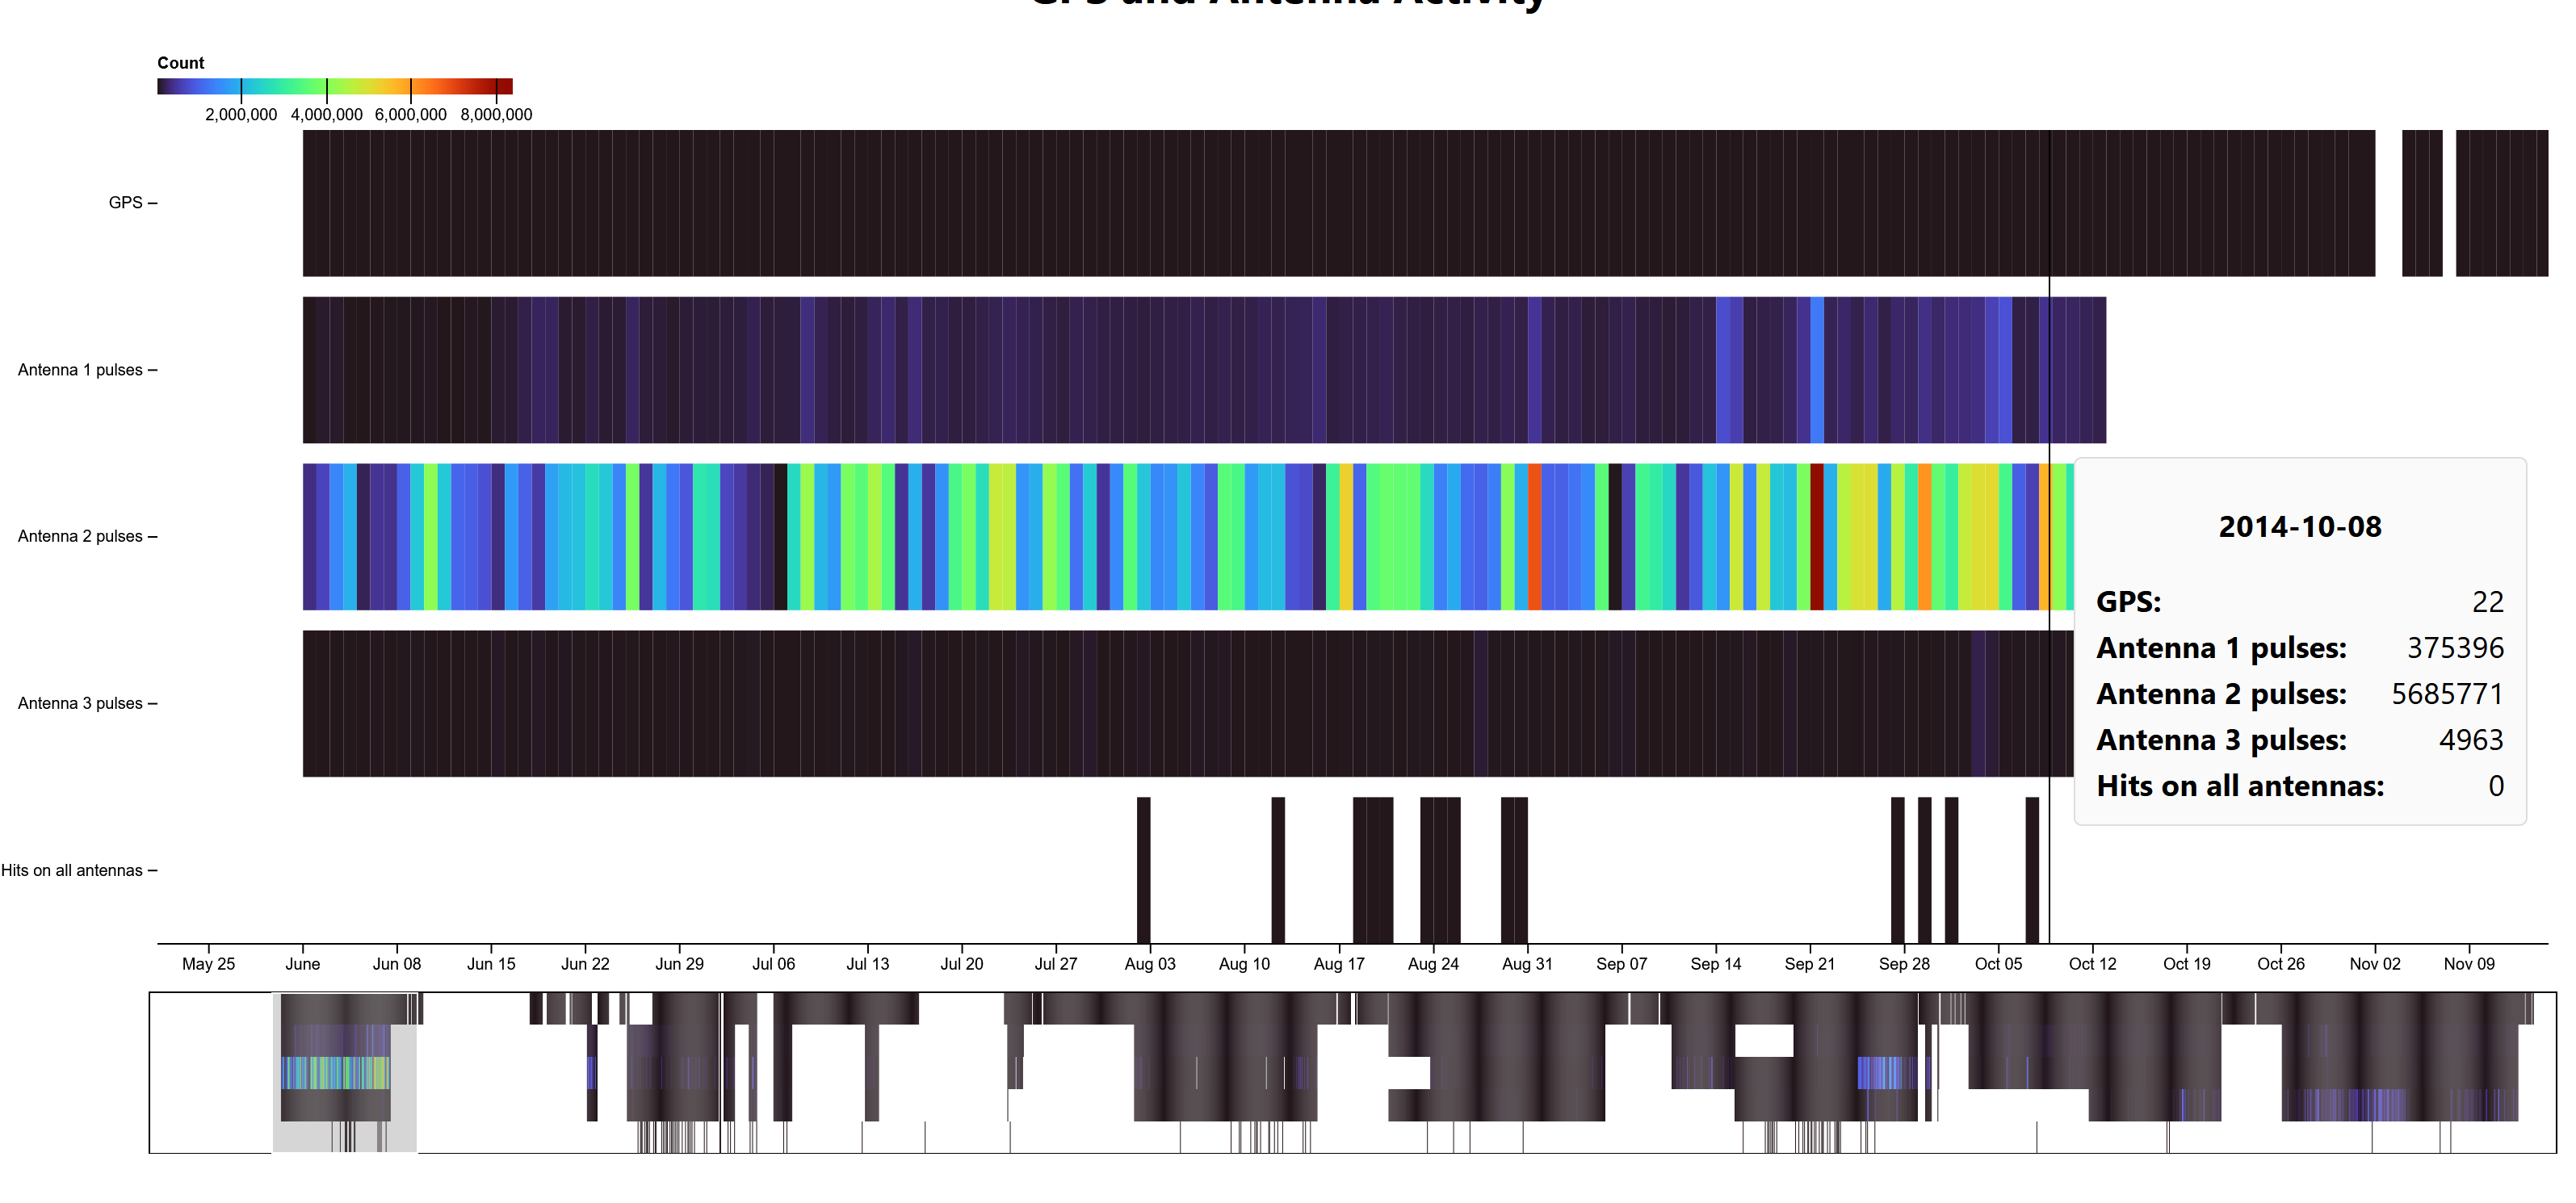 GPS and Antenna Activity
Count
2,000,000 4,000,000 6,000,000 8,000,000
GPS
Antenna 1 pulses
Antenna 2 pulses
Antenna 3 pulses
Hits on all antennas
2014-10-08
GPS: 22
Antenna 1 pulses: 375396
Antenna 2 pulses: 5685771
Antenna 3 pulses: 4963
Hits on all antennas: 0
May 25 June Jun 08 Jun 15 Jun 22 Jun 29 Jul 06 Jul 13 Jul 20 Jul 27 Aug 03 Aug 10 Aug 17 Aug 24 Aug 31 Sep 07 Sep 14 Sep 21 Sep 28 Oct 05 Oct 12 Oct 19 Oct 26 Nov 02 Nov 09